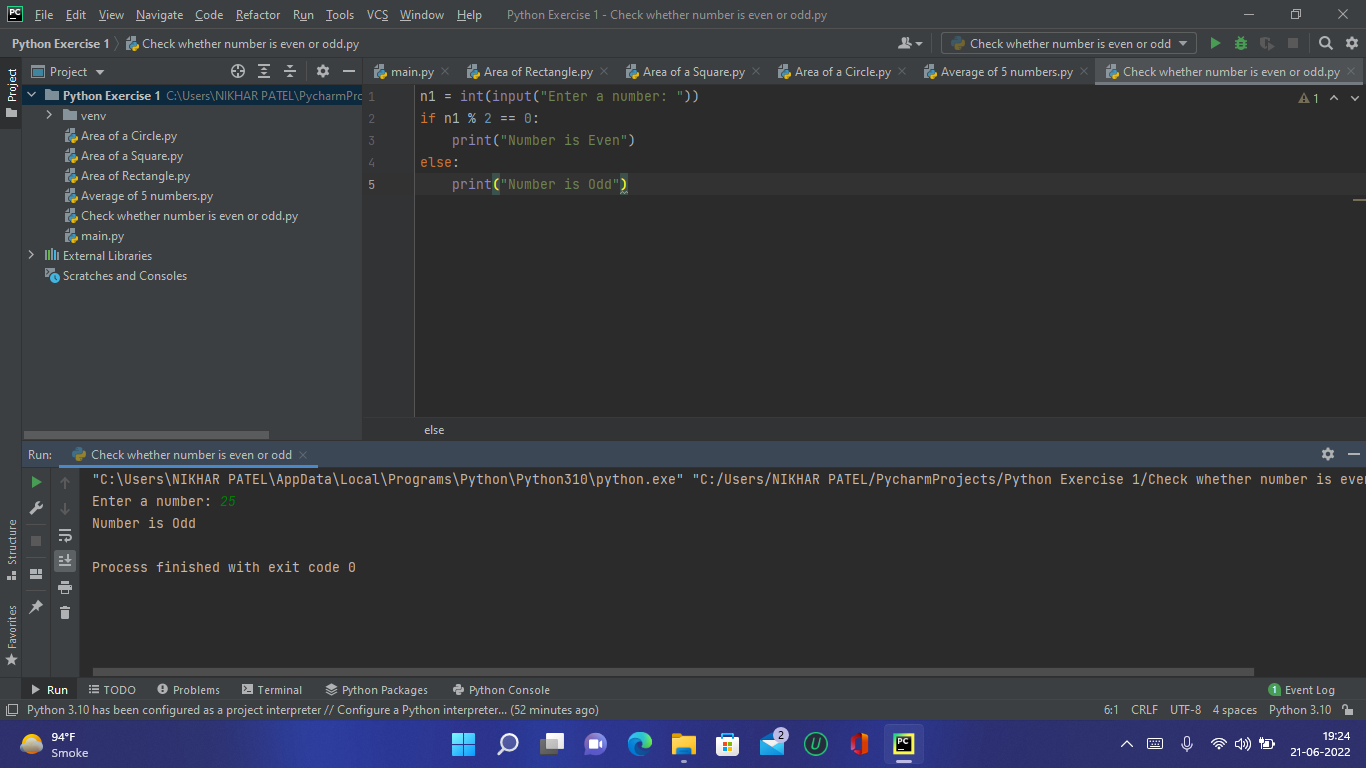 PC File Edit View Navigate Code Refactor Run Tools VCS Window Help Python Exercise 1 - Check whether number is even or odd.py
Python Exercise 1 Check whether number is even or odd.py Check whether number is even or odd
Project Project main.py Area of Rectangle.py Area of a Square.py Area of a Circle.py Average of 5 numbers.py Check whether number is even or odd.py
Python Exercise 1 C:\Users\NIKHAR PATEL\PycharmPro
venv
Area of a Circle.py
Area of a Square.py
Area of Rectangle.py
Average of 5 numbers.py
Check whether number is even or odd.py
main.py
External Libraries
Scratches and Consoles
1 n1 = int(input("Enter a number: "))
1
2 if n1 % 2 == 0:
3 print("Number is Even")
4 else:
5 print("Number is Odd")
else
Run: Check whether number is even or odd
"C:\Users\NIKHAR PATEL\AppData\Local\Programs\Python\Python310\python.exe" "C:/Users/NIKHAR PATEL/PycharmProjects/Python Exercise 1/Check whether number is eve
Enter a number: 25
Number is Odd
Process finished with exit code 0
Structure
Favorites
Run TODO Problems Terminal Python Packages Python Console 1 Event Log
Python 3.10 has been configured as a project interpreter // Configure a Python interpreter... (52 minutes ago) 6:1 CRLF UTF-8 4 spaces Python 3.10
94°F
Smoke
2
U
PC
19:24
21-06-2022